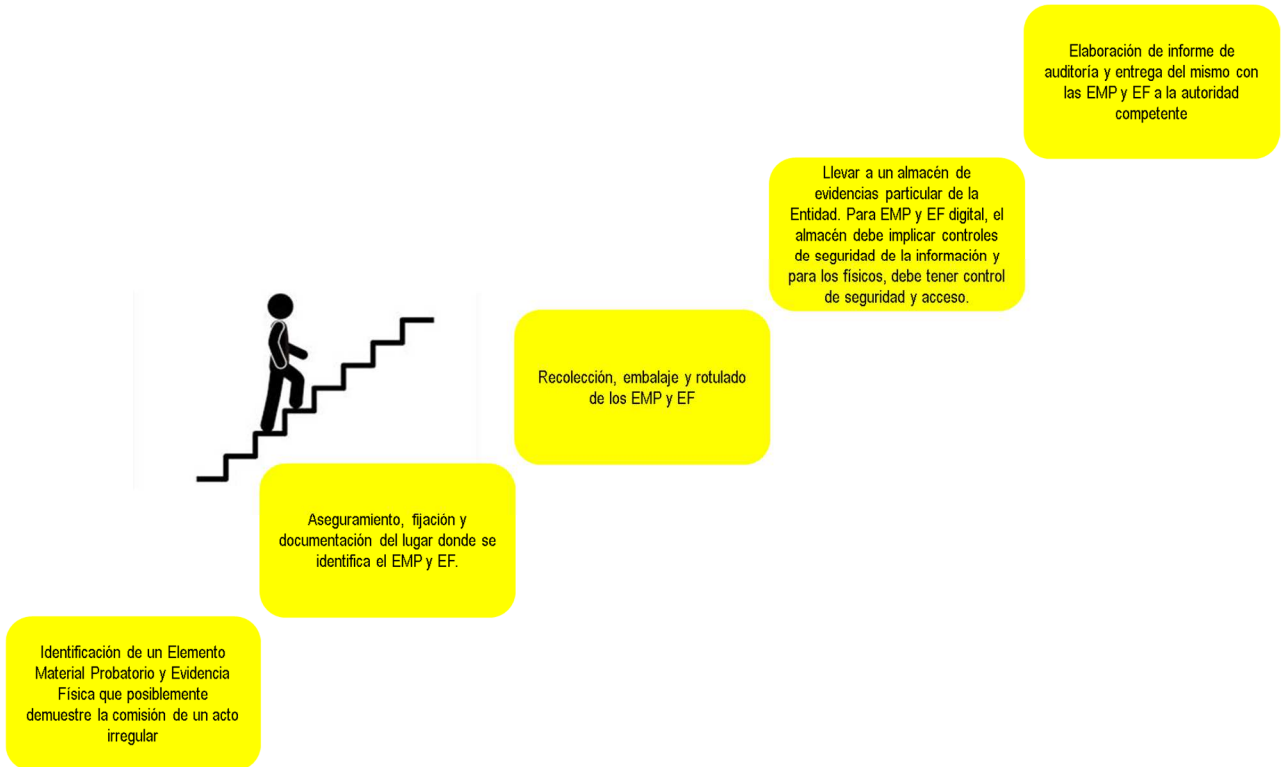 Elaboración de informe de
auditoría y entrega del mismo con
las EMP y EF a la autoridad
competente
Llevar a un almacén de
evidencias particular de la
Entidad. Para EMP y EF digital, el
almacén debe implicar controles
de seguridad de la información y
para los físicos, debe tener control
de seguridad y acceso.
Recolección, embalaje y rotulado
de los EMP y EF
Aseguramiento, fijación y
documentación del lugar donde se
identifica el EMP y EF.
Identificación de un Elemento
Material Probatorio y Evidencia
Física que posiblemente
demuestre la comisión de un acto
irregular